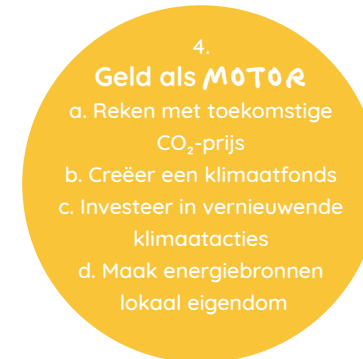 4.
Geld als MOTOR
a. Reken met toekomstige
CO₂-prijs
b. Creëer een klimaatfonds
c. Investeer in vernieuwende
klimaatacties
d. Maak energiebronnen
lokaal eigendom